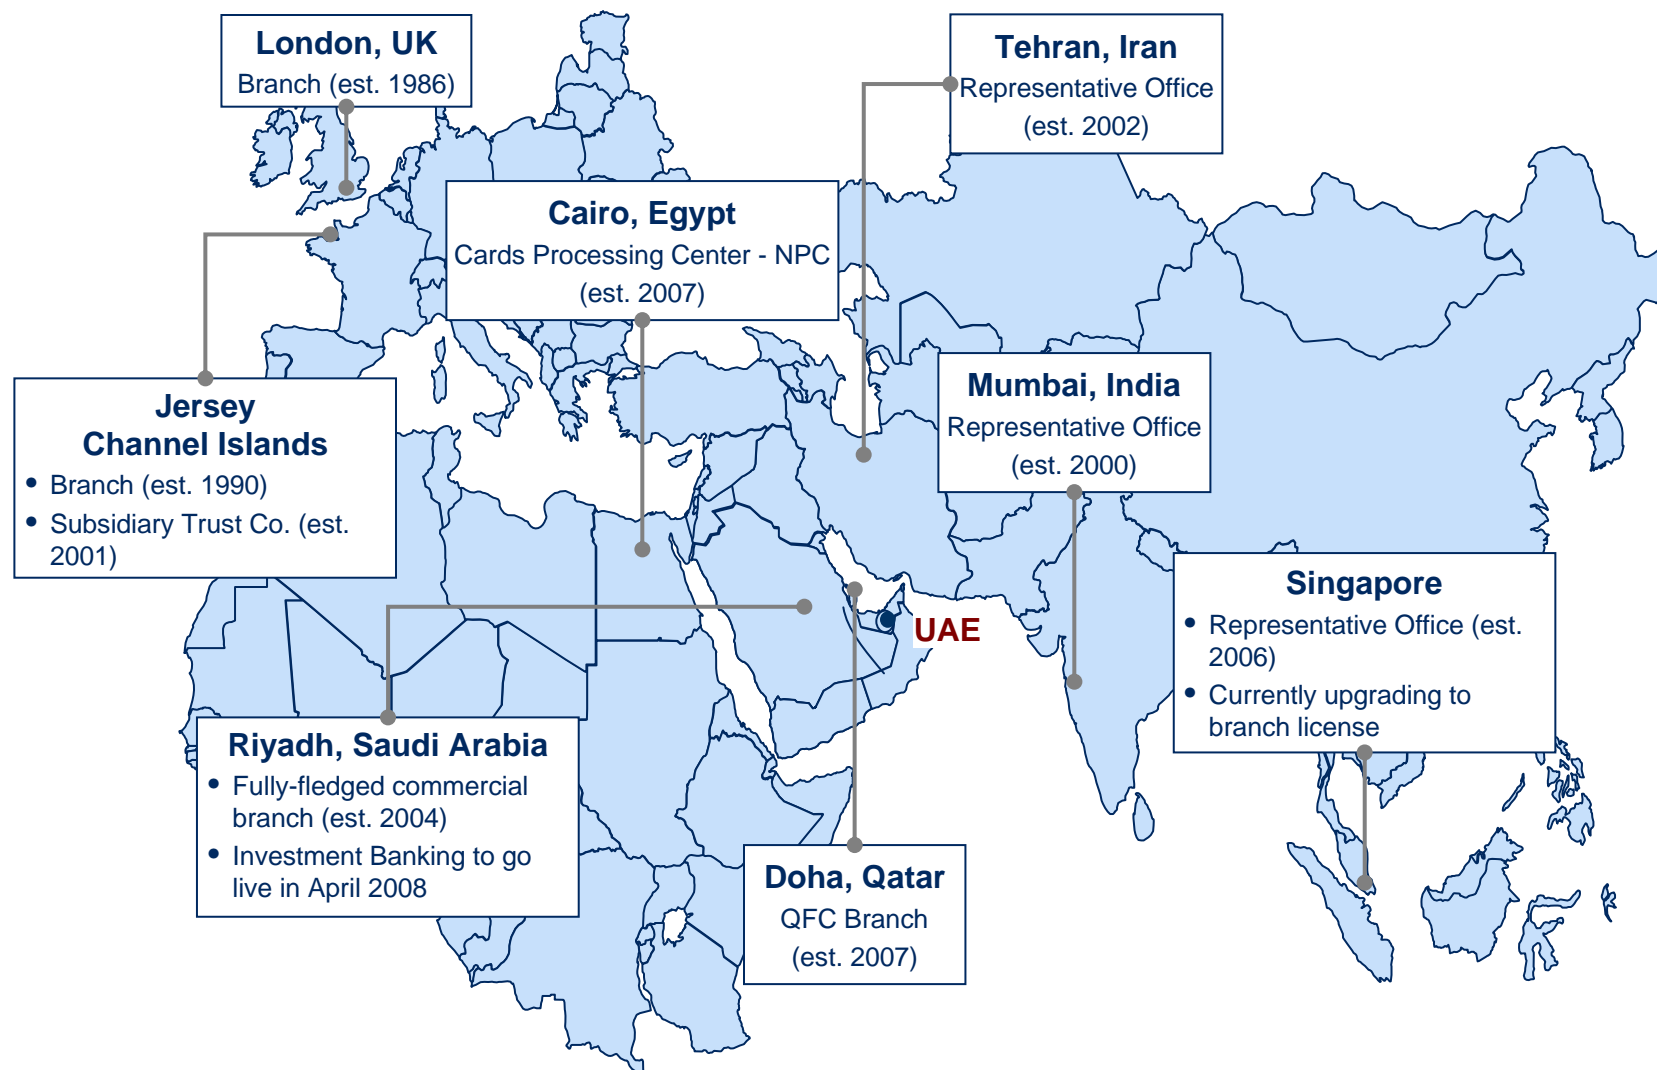 London, UK
Branch (est. 1986)
Tehran, Iran
Representative Office
(est. 2002)
Cairo, Egypt
Cards Processing Center - NPC
(est. 2007)
Jersey
Channel Islands
• Branch (est. 1990)
• Subsidiary Trust Co. (est.
2001)
Mumbai, India
Representative Office
(est. 2000)
Singapore
• Representative Office (est.
2006)
• Currently upgrading to
branch license
UAE
Riyadh, Saudi Arabia
• Fully-fledged commercial
branch (est. 2004)
• Investment Banking to go
live in April 2008
Doha, Qatar
QFC Branch
(est. 2007)